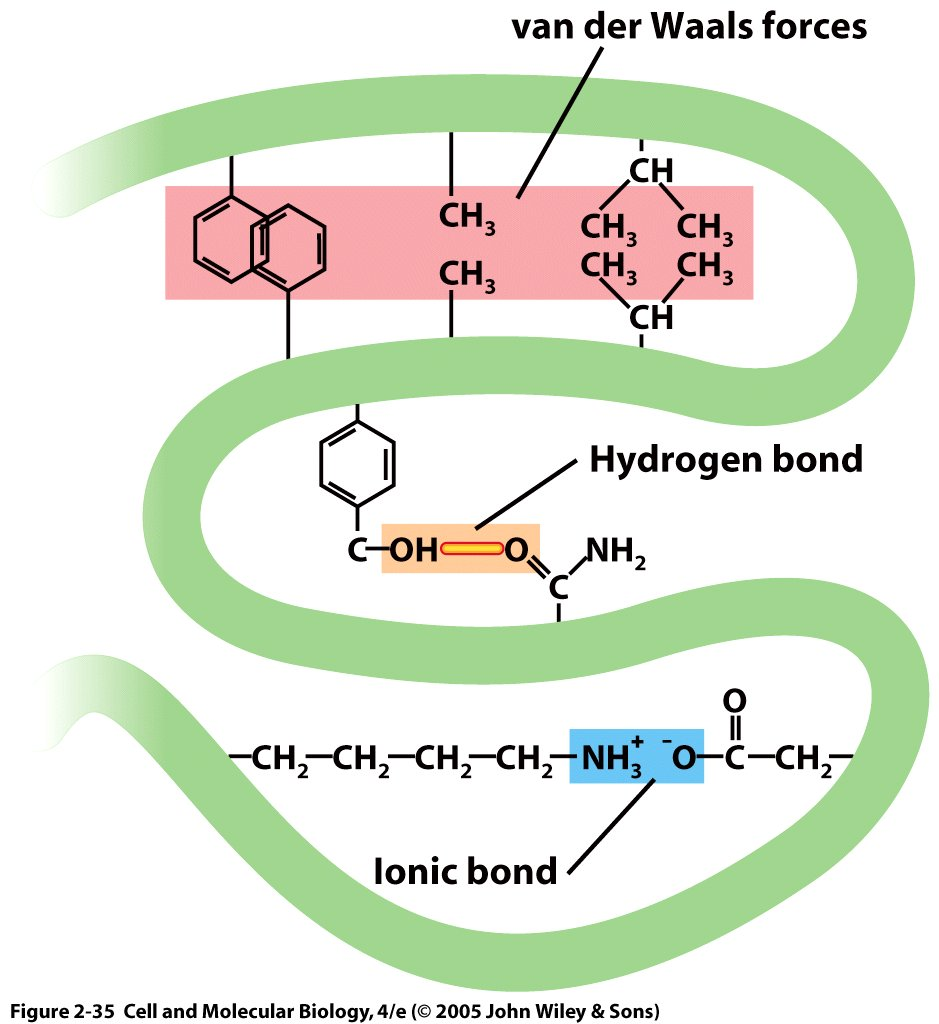 van der Waals forces
CH
CH₃ CH₃ CH₃
CH₃ CH₃ CH₃
CH
Hydrogen bond
C–OH O NH₂
C
O
–CH₂–CH₂–CH₂–CH₂–NH₃⁺ ⁻O–C–CH₂–
Ionic bond
Figure 2-35 Cell and Molecular Biology, 4/e (© 2005 John Wiley & Sons)